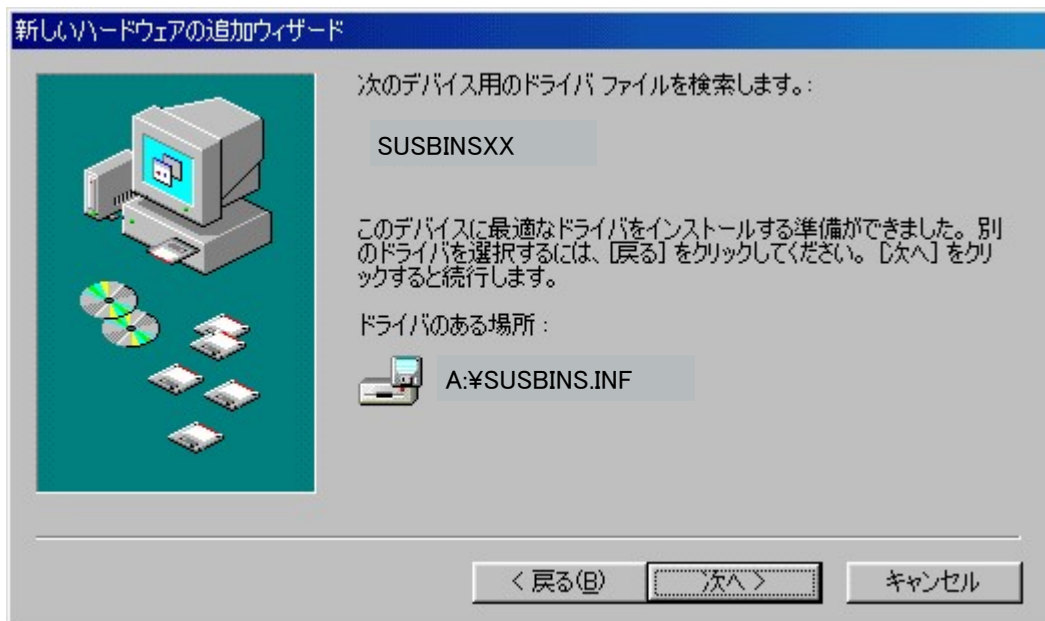 新しいハードウェアの追加ウィザード
次のデバイス用のドライバ ファイルを検索します。:
SUSBINSXX
このデバイスに最適なドライバをインストールする準備ができました。別
のドライバを選択するには、[戻る] をクリックしてください。[次へ] をクリ
ックすると続行します。
ドライバのある場所 :
A:¥SUSBINS.INF
< 戻る(B)
次へ >
キャンセル